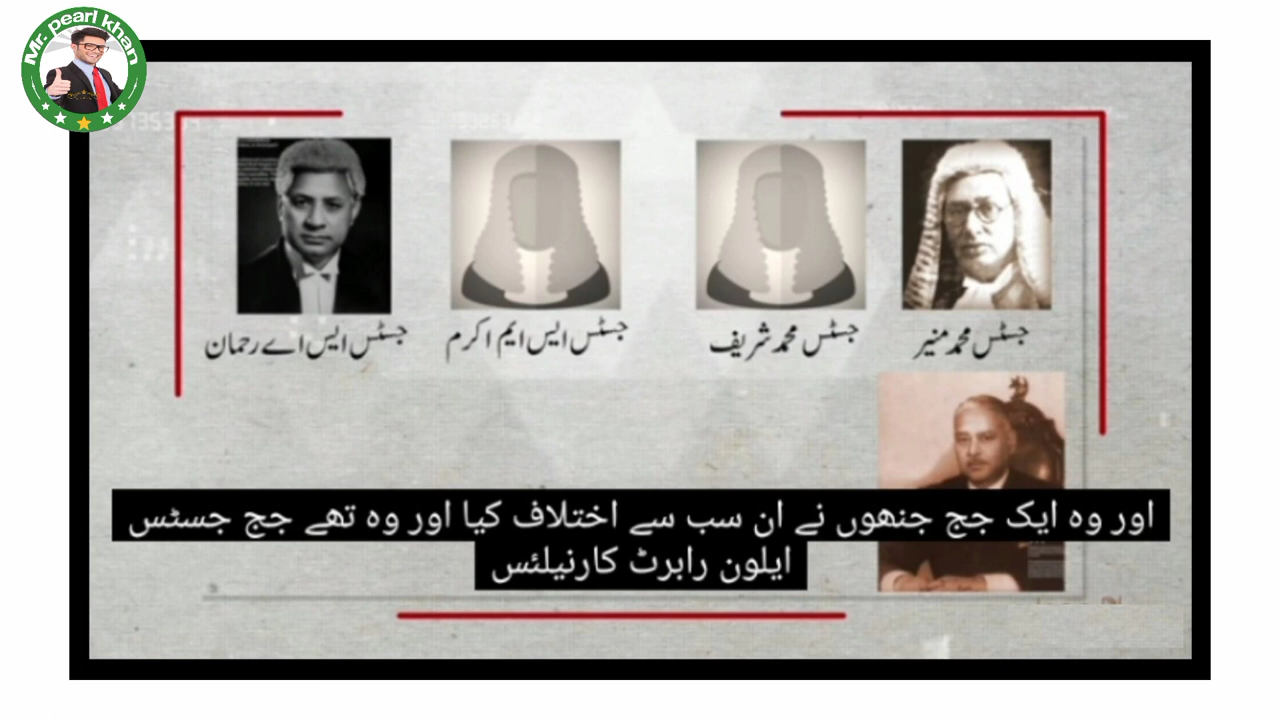 Mr. pearl khan
جسٹس محمد منیر
جسٹس محمد شریف
جسٹس ایس ایم اکرم
جسٹس ایس اے رحمان
اور وہ ایک جج جنھوں نے ان سب سے اختلاف کیا اور وہ تھے جج جسٹس
ایلون رابرٹ کارنیلئس